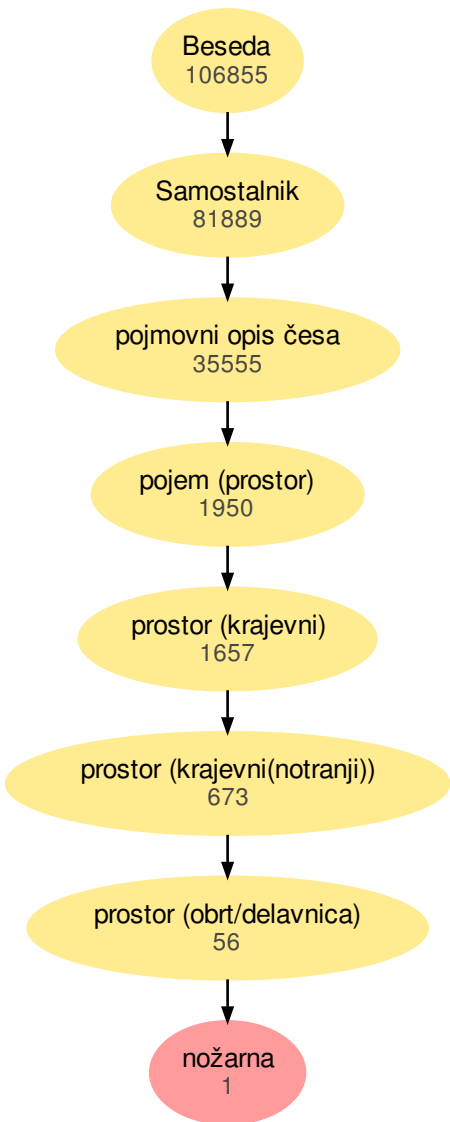 Beseda
106855
Samostalnik
81889
pojmovni opis česa
35555
pojem (prostor)
1950
prostor (krajevni)
1657
prostor (krajevni(notranji))
673
prostor (obrt/delavnica)
56
nožarna
1